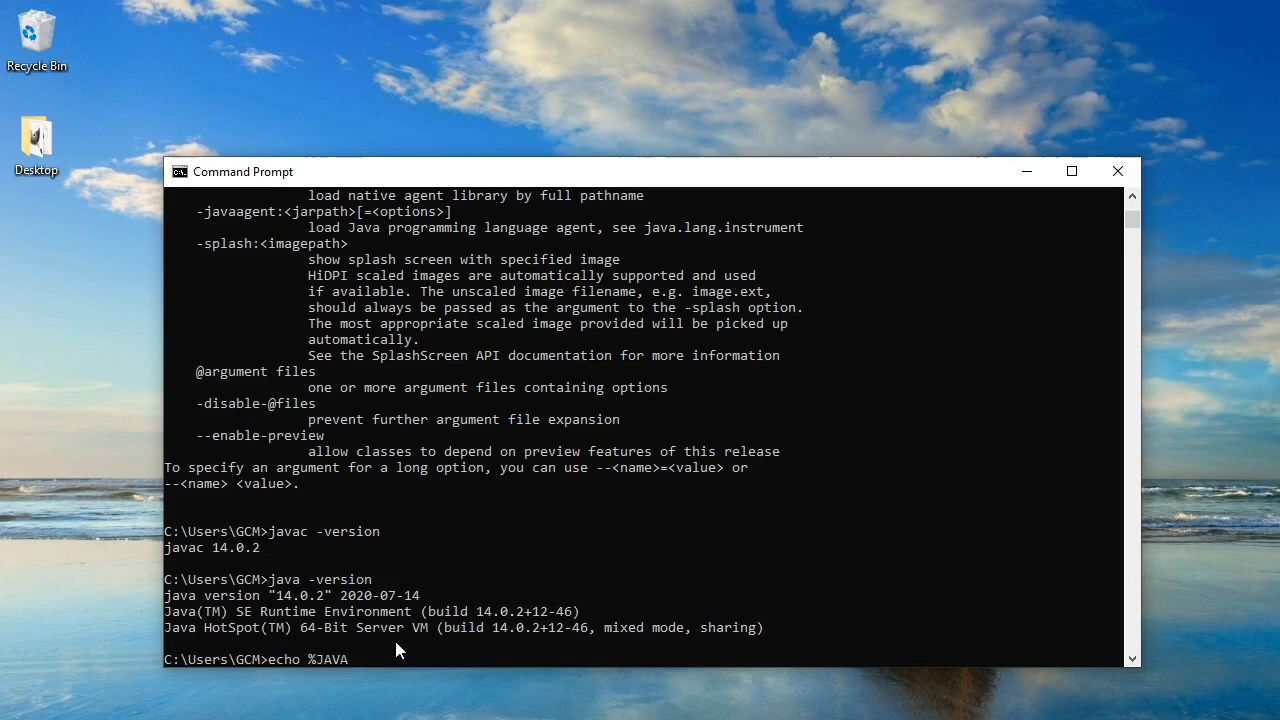 Recycle Bin
Desktop
Command Prompt
load native agent library by full pathname
-javaagent:<jarpath>[=<options>]
load Java programming language agent, see java.lang.instrument
-splash:<imagepath>
show splash screen with specified image
HiDPI scaled images are automatically supported and used
if available. The unscaled image filename, e.g. image.ext,
should always be passed as the argument to the -splash option.
The most appropriate scaled image provided will be picked up
automatically.
See the SplashScreen API documentation for more information
@argument files
one or more argument files containing options
-disable-@files
prevent further argument file expansion
--enable-preview
allow classes to depend on preview features of this release
To specify an argument for a long option, you can use --<name>=<value> or
--<name> <value>.
C:\Users\GCM>javac -version
javac 14.0.2
C:\Users\GCM>java -version
java version "14.0.2" 2020-07-14
Java(TM) SE Runtime Environment (build 14.0.2+12-46)
Java HotSpot(TM) 64-Bit Server VM (build 14.0.2+12-46, mixed mode, sharing)
C:\Users\GCM>echo %JAVA